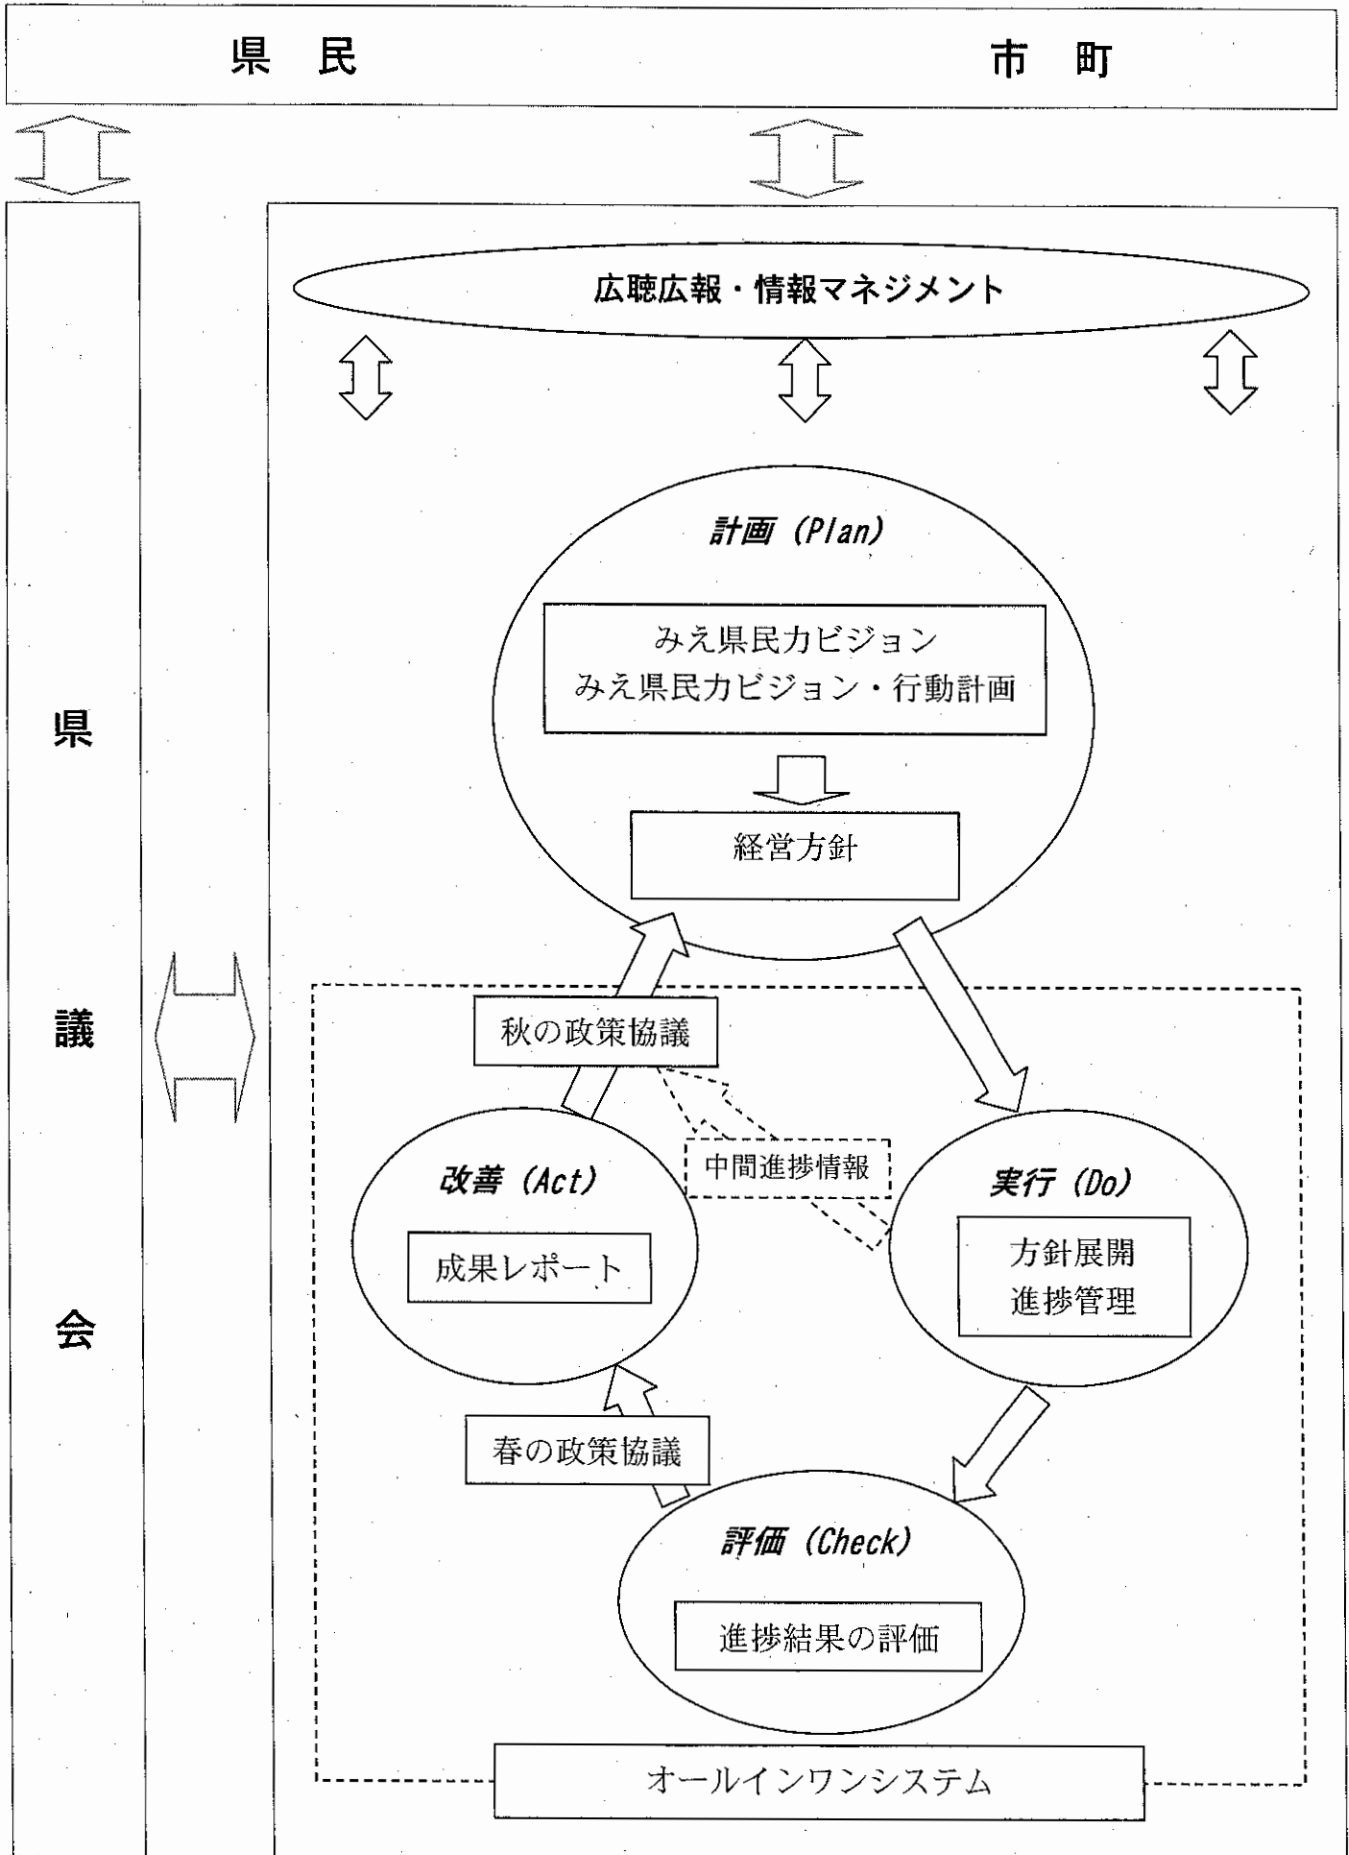 県民 市町
広聴広報・情報マネジメント
計画 (Plan)
みえ県民力ビジョン
みえ県民力ビジョン・行動計画
経営方針
県議会
秋の政策協議
中間進捗情報
改善 (Act)
成果レポート
実行 (Do)
方針展開
進捗管理
春の政策協議
評価 (Check)
進捗結果の評価
オールインワンシステム